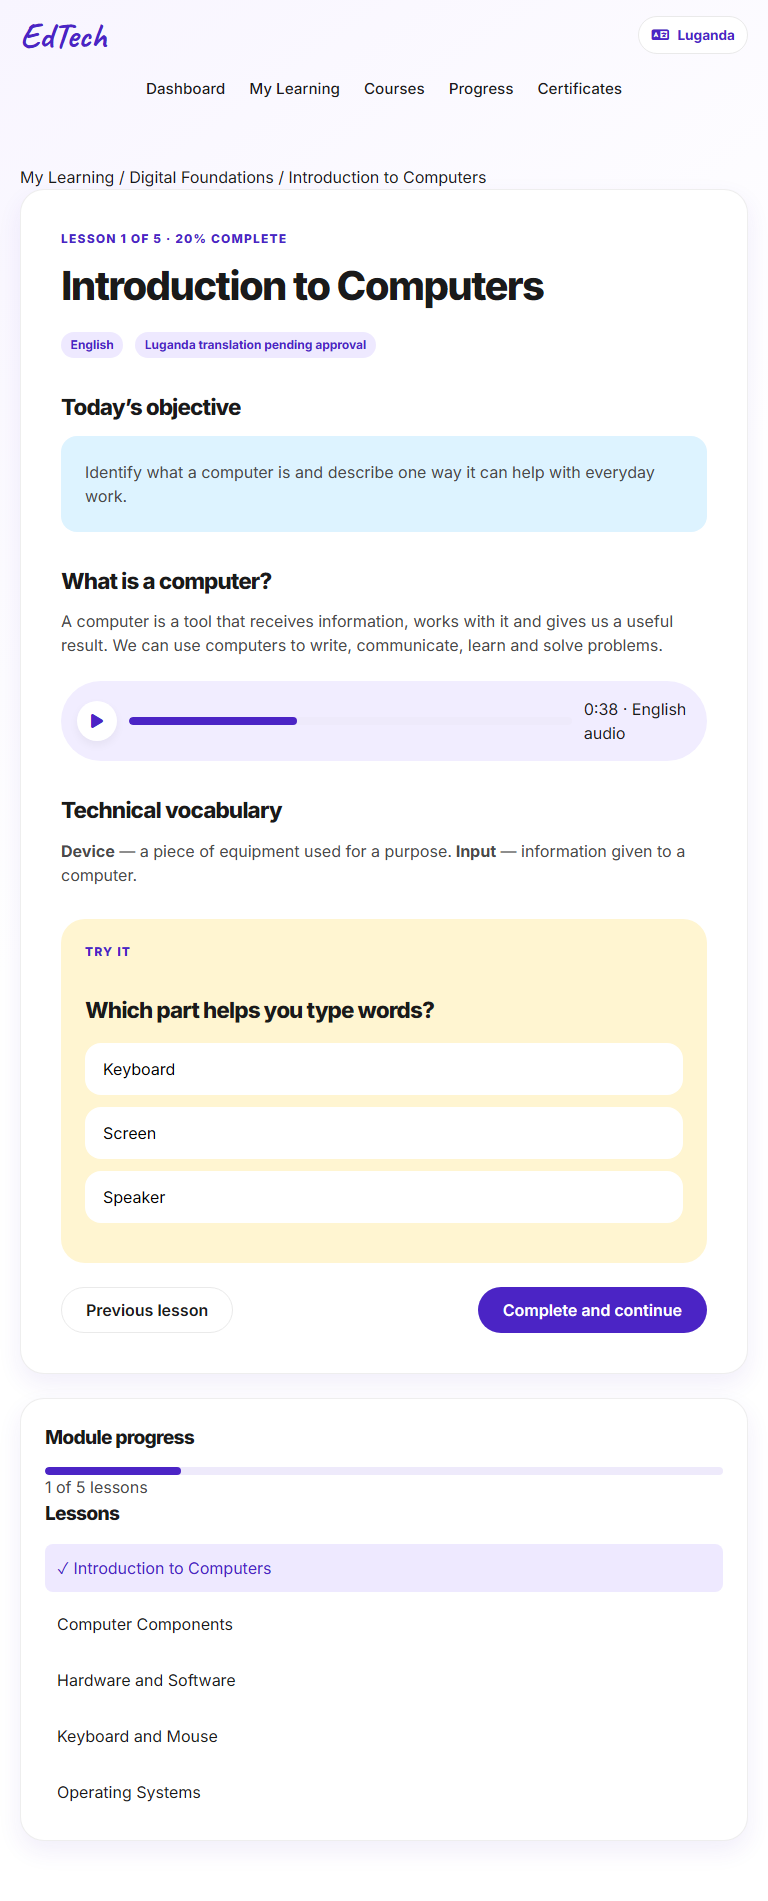 EdTech
Luganda
Dashboard My Learning Courses Progress Certificates
My Learning / Digital Foundations / Introduction to Computers
LESSON 1 OF 5 · 20% COMPLETE
Introduction to Computers
English
Luganda translation pending approval
Today’s objective
Identify what a computer is and describe one way it can help with everyday
work.
What is a computer?
A computer is a tool that receives information, works with it and gives us a useful
result. We can use computers to write, communicate, learn and solve problems.
0:38 · English
audio
Technical vocabulary
Device — a piece of equipment used for a purpose. Input — information given to a
computer.
TRY IT
Which part helps you type words?
Keyboard
Screen
Speaker
Previous lesson
Complete and continue
Module progress
1 of 5 lessons
Lessons
✓ Introduction to Computers
Computer Components
Hardware and Software
Keyboard and Mouse
Operating Systems